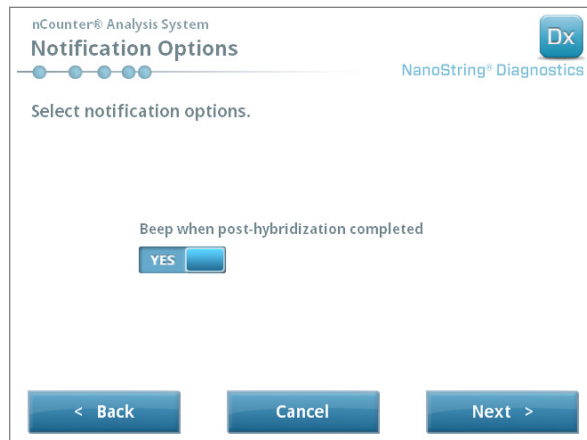 nCounter® Analysis System
Notification Options
Dx
NanoString® Diagnostics
Select notification options.
Beep when post-hybridization completed
YES
< Back
Cancel
Next >